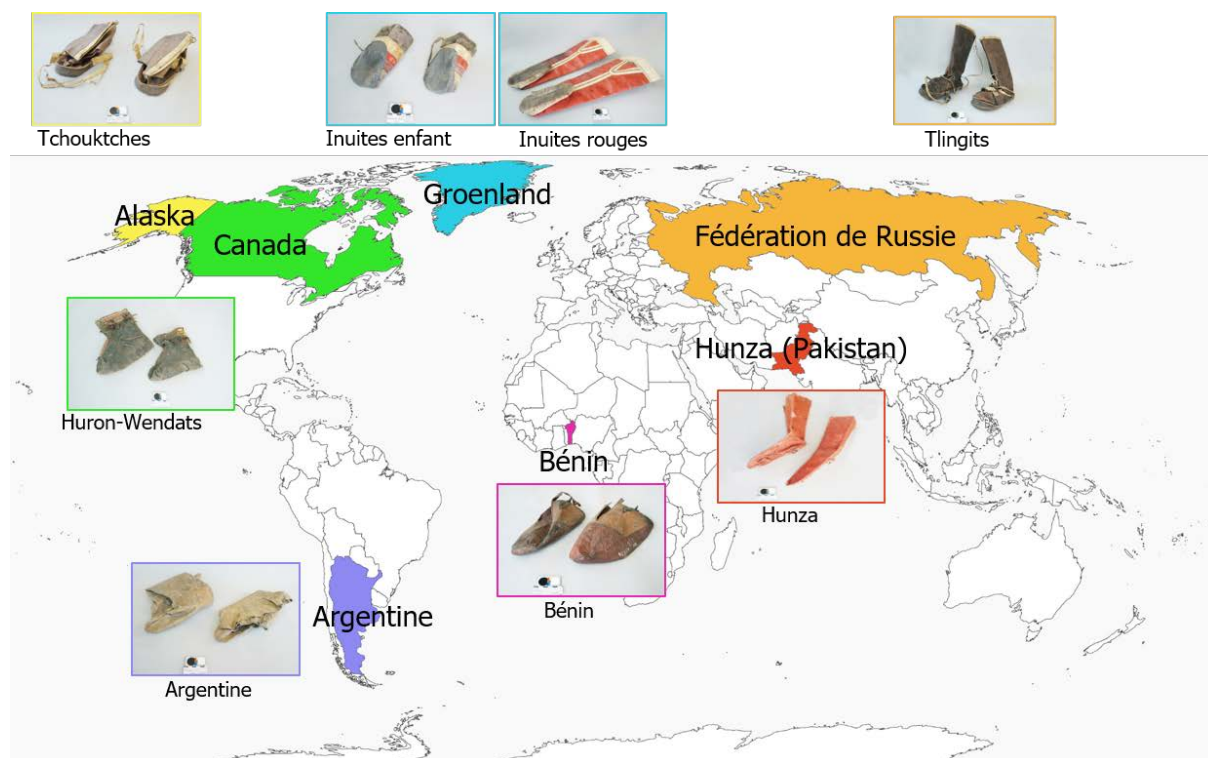 Tchouktches
Inuites enfant
Inuites rouges
Tlingits
Groenland
Alaska
Canada
Fédération de Russie
Hunza (Pakistan)
Huron-Wendats
Bénin
Hunza
Argentine
Bénin
Argentine